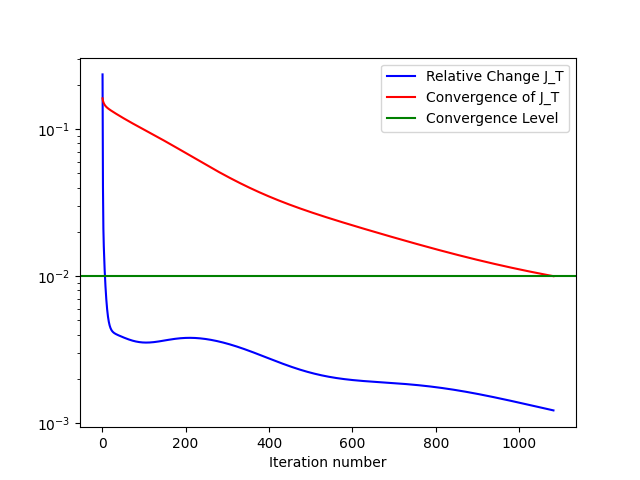 Relative Change J_T
Convergence of J_T
Convergence Level
10⁻¹
10⁻²
10⁻³
0 200 400 600 800 1000
Iteration number